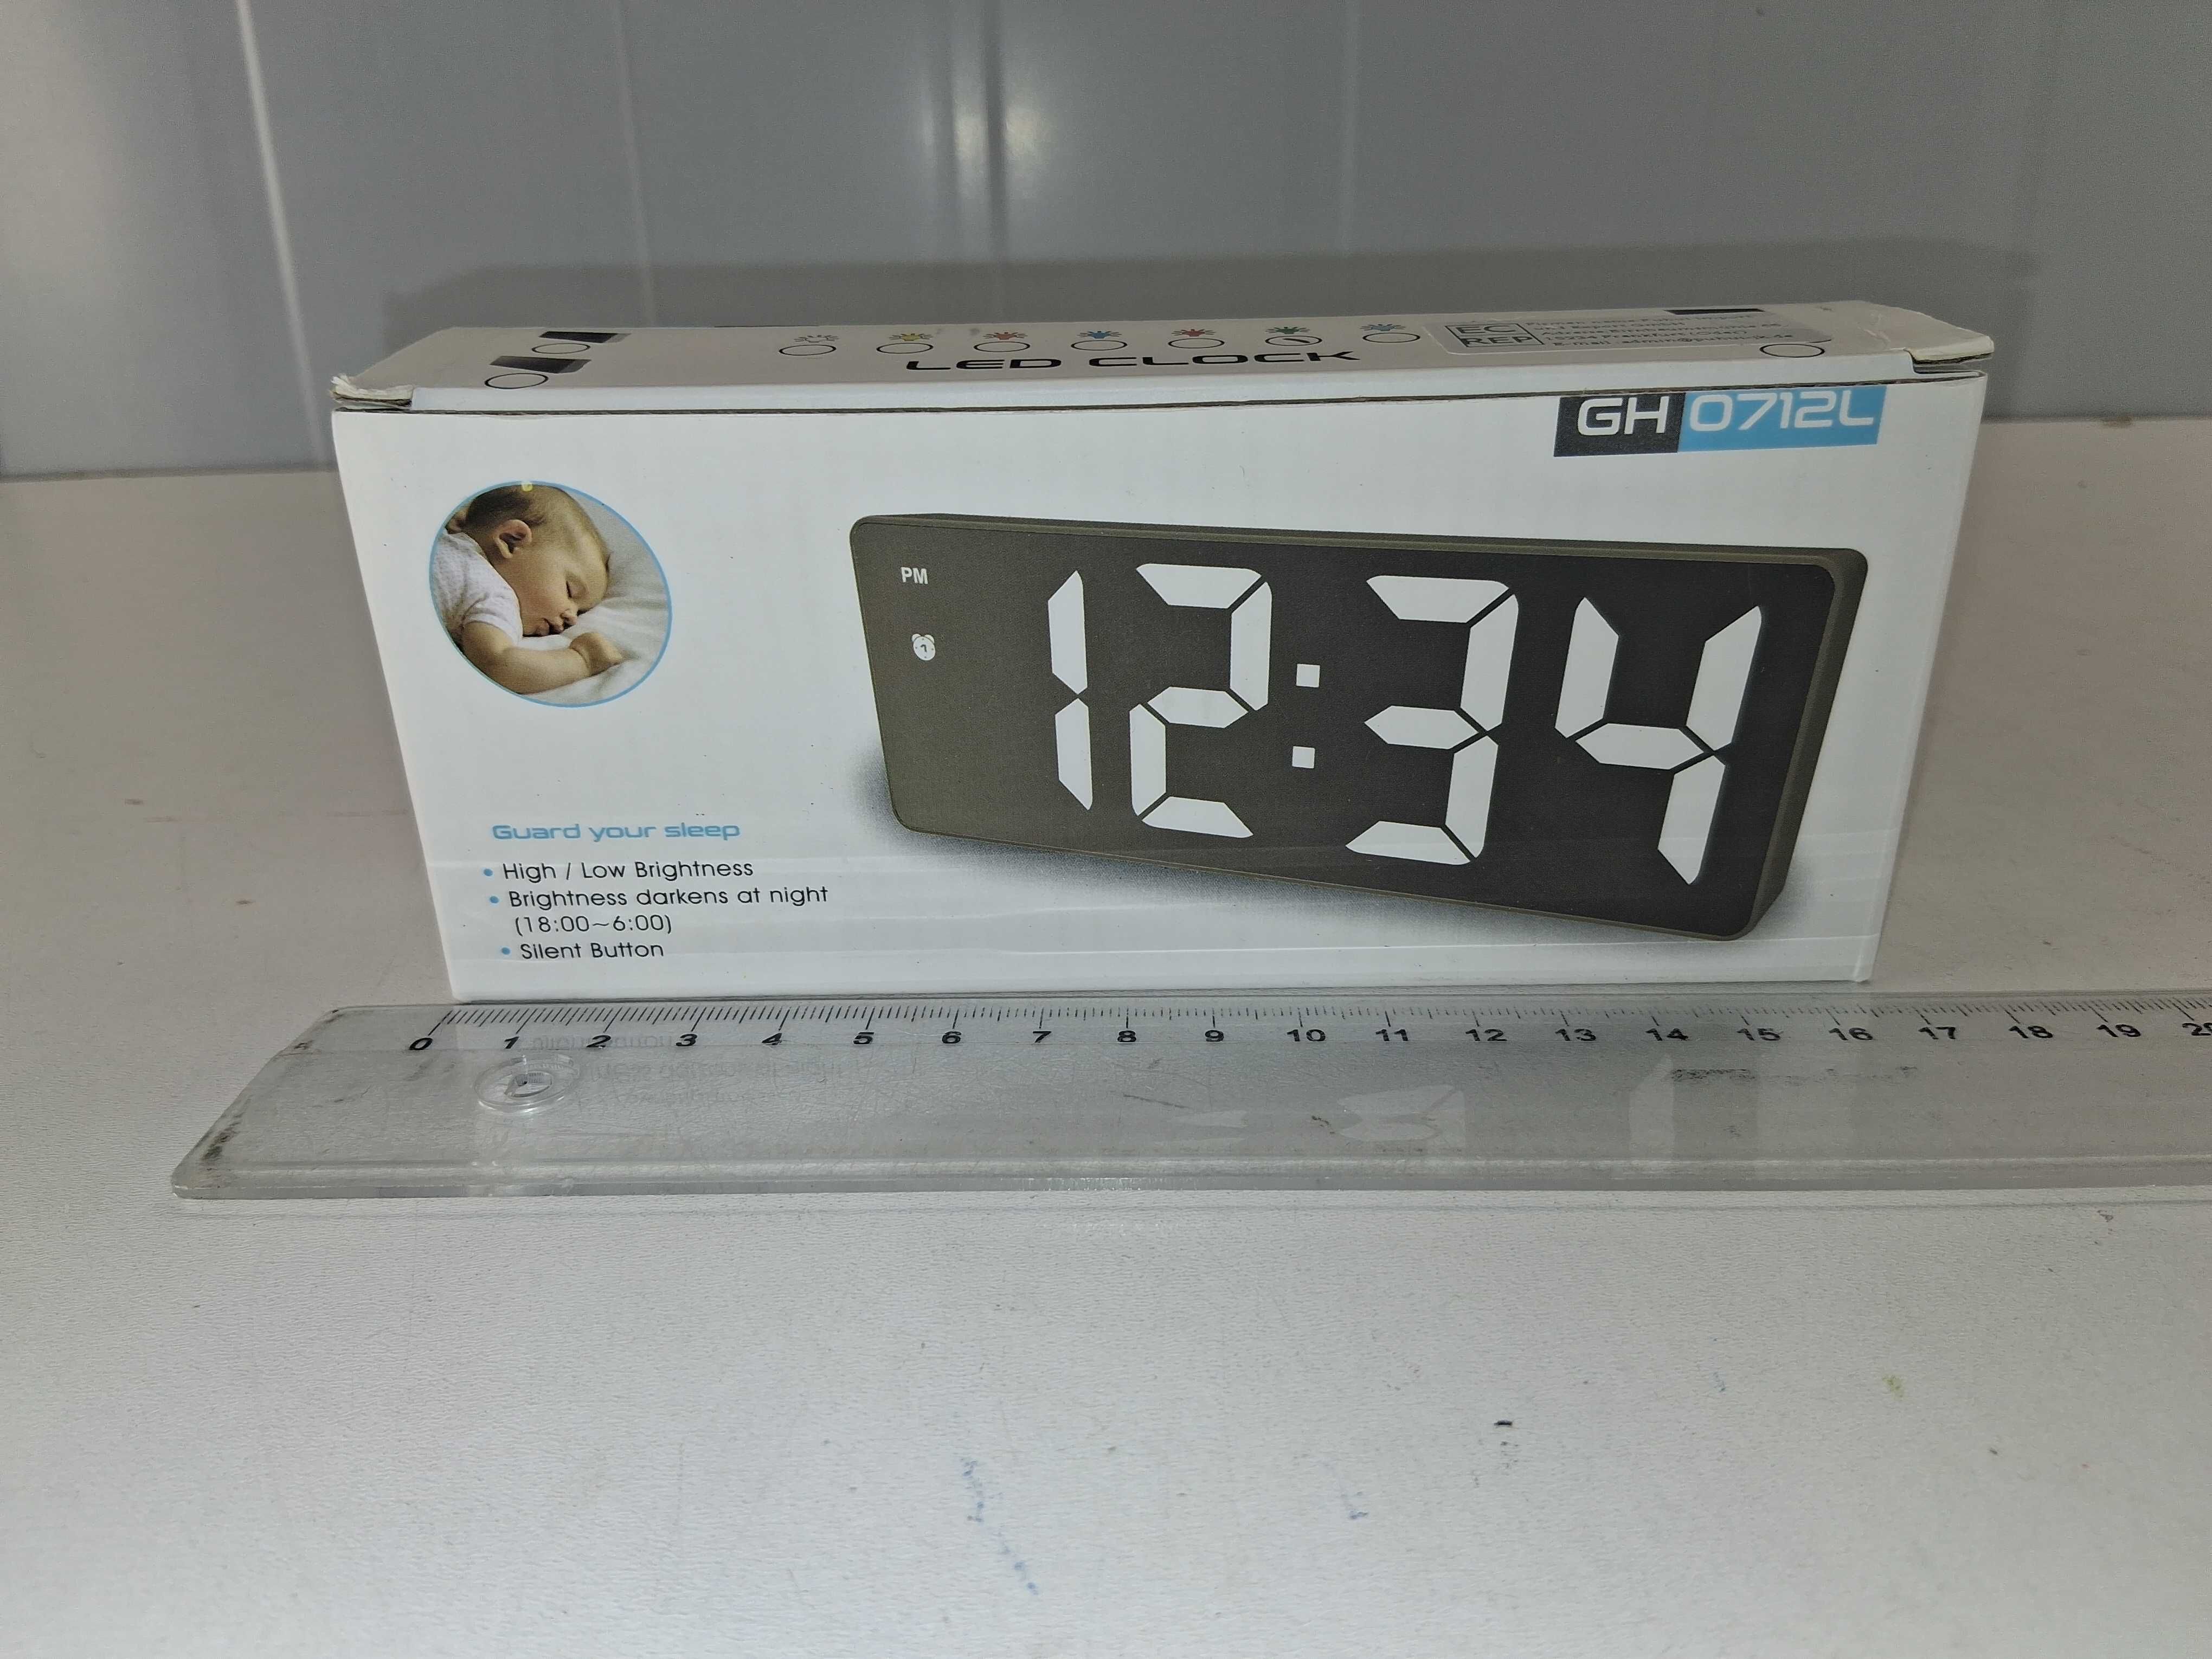 LED CLOCK
EC
REP
GH 0712L
PM
12:34
Guard your sleep
• High / Low Brightness
• Brightness darkens at night
(18:00~6:00)
• Silent Button
0 1 2 3 4 5 6 7 8 9 10 11 12 13 14 15 16 17 18 19 20